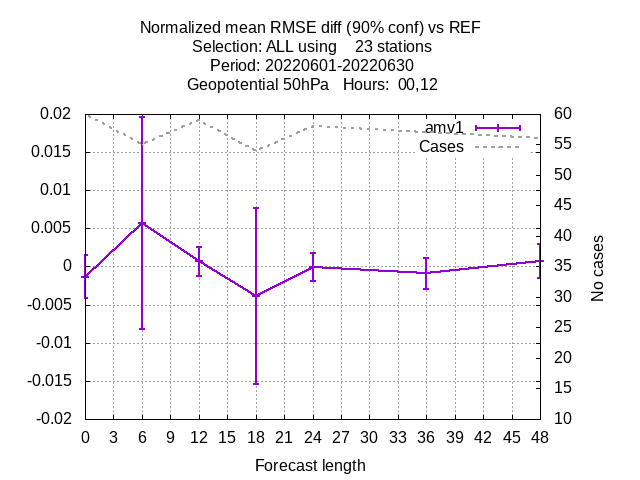 Normalized mean RMSE diff (90% conf) vs REF
Selection: ALL using    23 stations
Period: 20220601-20220630
Geopotential 50hPa   Hours:  00,12
0.02
0.015
0.01
0.005
0
-0.005
-0.01
-0.015
-0.02
amv1
Cases
60
55
50
45
40
35
30
25
20
15
10
No cases
0 3 6 9 12 15 18 21 24 27 30 33 36 39 42 45 48
Forecast length